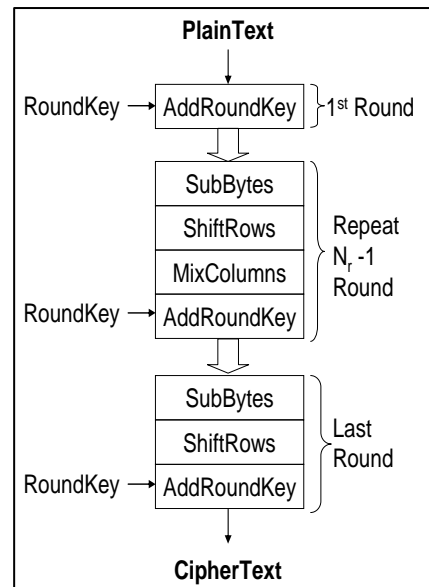 PlainText
RoundKey
AddRoundKey
1st Round
SubBytes
ShiftRows
MixColumns
RoundKey
AddRoundKey
Repeat
Nr -1
Round
SubBytes
ShiftRows
RoundKey
AddRoundKey
Last
Round
CipherText